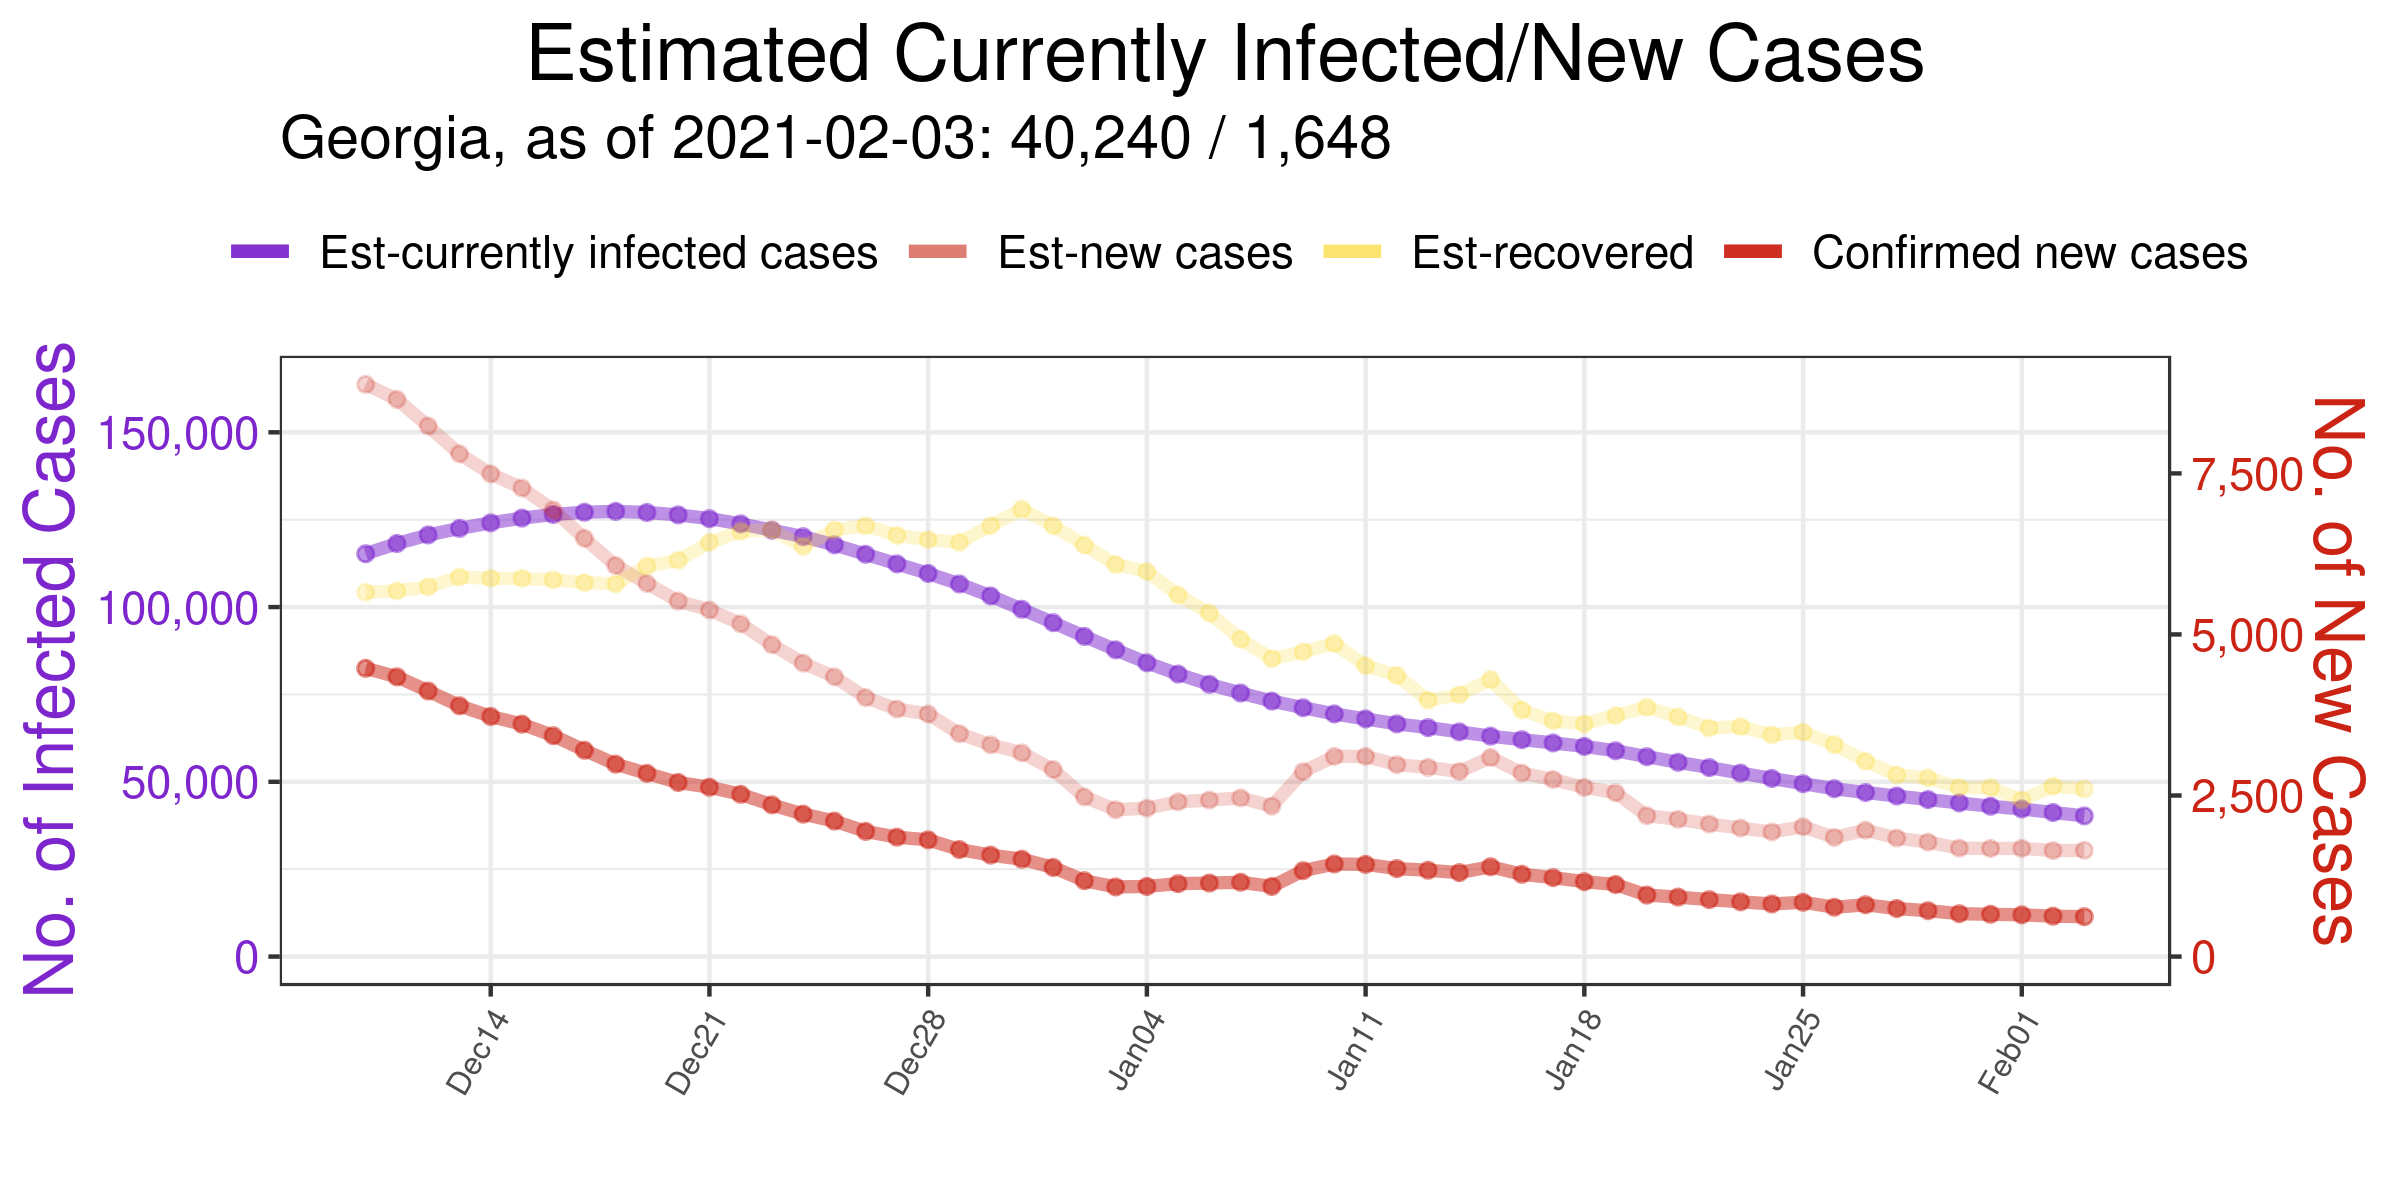 Estimated Currently Infected/New Cases
Georgia, as of 2021-02-03: 40,240 / 1,648
Est-currently infected cases Est-new cases Est-recovered Confirmed new cases
No. of Infected Cases
150,000
100,000
50,000
0
7,500
5,000
2,500
0
No. of New Cases
Dec14 Dec21 Dec28 Jan04 Jan11 Jan18 Jan25 Feb01